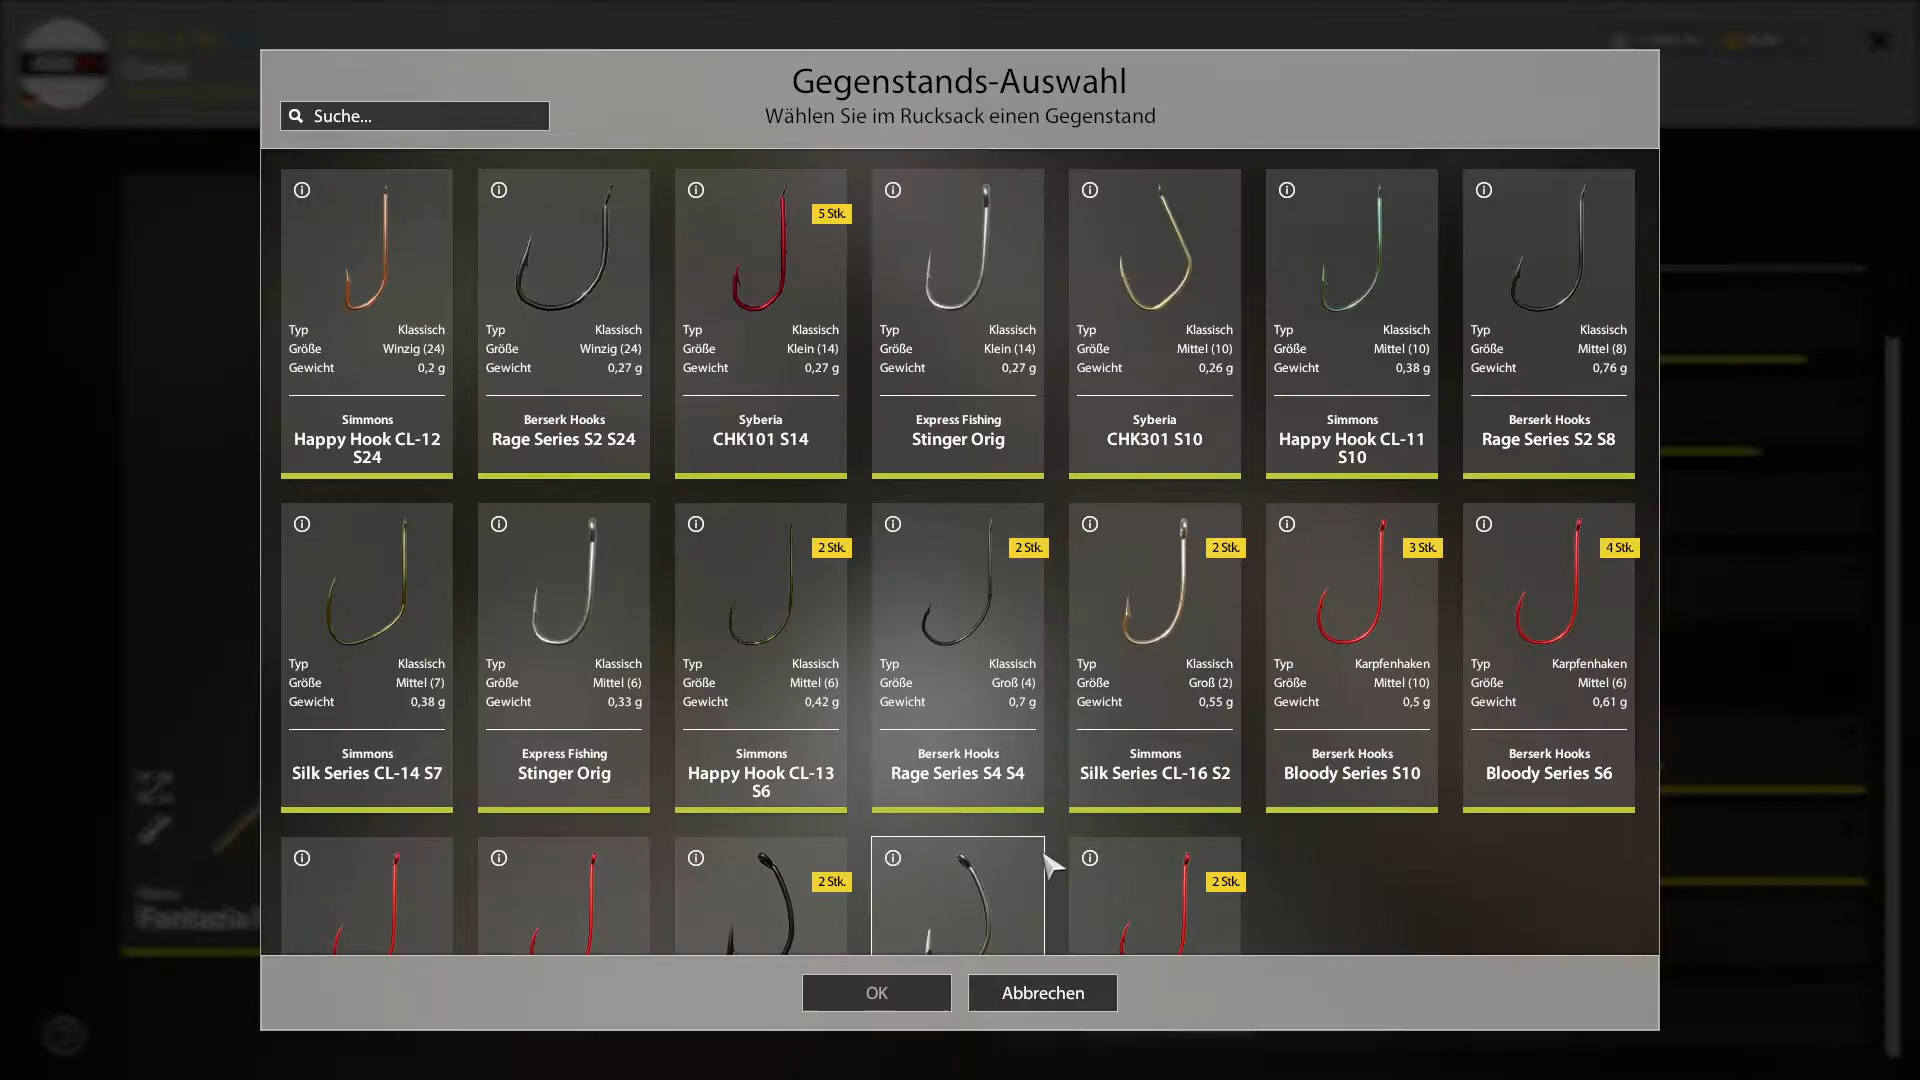 Gegenstands-Auswahl
Suche...
Wählen Sie im Rucksack einen Gegenstand
Typ Klassisch
Größe Winzig (24)
Gewicht 0,2 g
Simmons
Happy Hook CL-12
S24
Typ Klassisch
Größe Winzig (24)
Gewicht 0,27 g
Berserk Hooks
Rage Series S2 S24
5 Stk.
Typ Klassisch
Größe Klein (14)
Gewicht 0,27 g
Syberia
CHK101 S14
Typ Klassisch
Größe Klein (14)
Gewicht 0,27 g
Express Fishing
Stinger Orig
Typ Klassisch
Größe Mittel (10)
Gewicht 0,26 g
Syberia
CHK301 S10
Typ Klassisch
Größe Mittel (10)
Gewicht 0,38 g
Simmons
Happy Hook CL-11
S10
Typ Klassisch
Größe Mittel (8)
Gewicht 0,76 g
Berserk Hooks
Rage Series S2 S8
Typ Klassisch
Größe Mittel (7)
Gewicht 0,38 g
Simmons
Silk Series CL-14 S7
Typ Klassisch
Größe Mittel (6)
Gewicht 0,33 g
Express Fishing
Stinger Orig
2 Stk.
Typ Klassisch
Größe Mittel (6)
Gewicht 0,42 g
Simmons
Happy Hook CL-13
S6
2 Stk.
Typ Klassisch
Größe Groß (4)
Gewicht 0,7 g
Berserk Hooks
Rage Series S4 S4
2 Stk.
Typ Klassisch
Größe Groß (2)
Gewicht 0,55 g
Simmons
Silk Series CL-16 S2
3 Stk.
Typ Karpfenhaken
Größe Mittel (10)
Gewicht 0,5 g
Berserk Hooks
Bloody Series S10
4 Stk.
Typ Karpfenhaken
Größe Mittel (6)
Gewicht 0,61 g
Berserk Hooks
Bloody Series S6
2 Stk.
2 Stk.
Fantazia
OK
Abbrechen